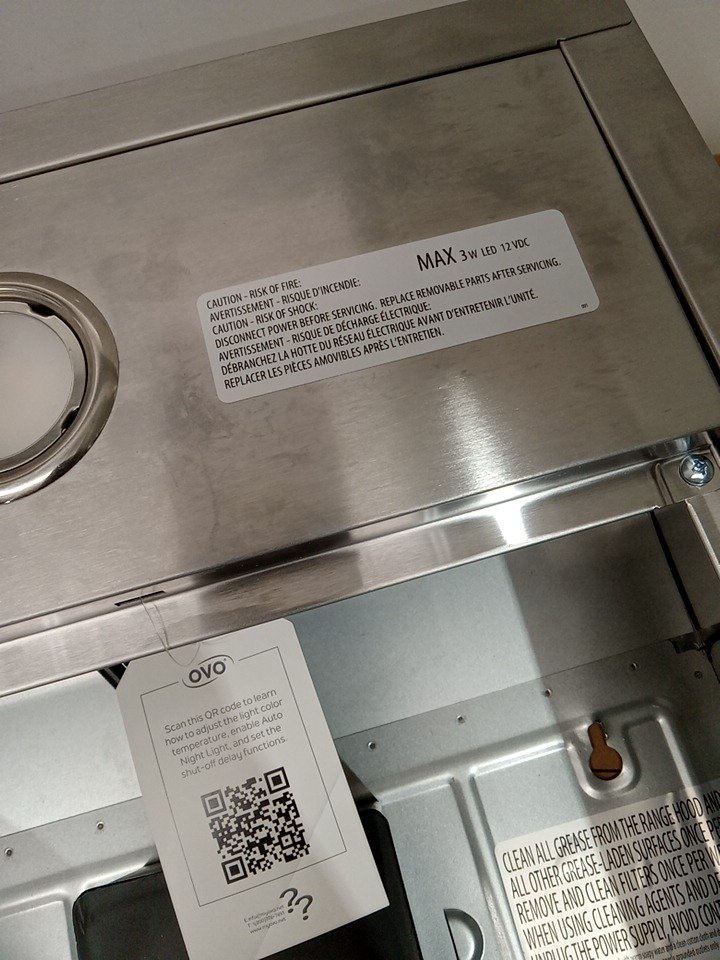 MAX 3W LED 12 VDC
CAUTION - RISK OF FIRE:
AVERTISSEMENT - RISQUE D'INCENDIE:
CAUTION - RISK OF SHOCK:
DISCONNECT POWER BEFORE SERVICING. REPLACE REMOVABLE PARTS AFTER SERVICING.
AVERTISSEMENT - RISQUE DE DÉCHARGE ÉLECTRIQUE:
DÉBRANCHEZ LA HOTTE DU RÉSEAU ÉLECTRIQUE AVANT D'ENTRETENIR L'UNITÉ.
REPLACER LES PIÈCES AMOVIBLES APRÈS L'ENTRETIEN.
OVO
Scan this QR code to learn
how to adjust the light color
temperature, enable Auto
Night Light, and set the
shut-off delay functions.
??
CLEAN ALL GREASE FROM THE RANGE HOOD AND
ALL OTHER GREASE-LADEN SURFACES ONCE PER
REMOVE AND CLEAN FILTERS ONCE PER
WHEN USING CLEANING AGENTS AND
UNPLUG THE POWER SUPPLY, AVOID